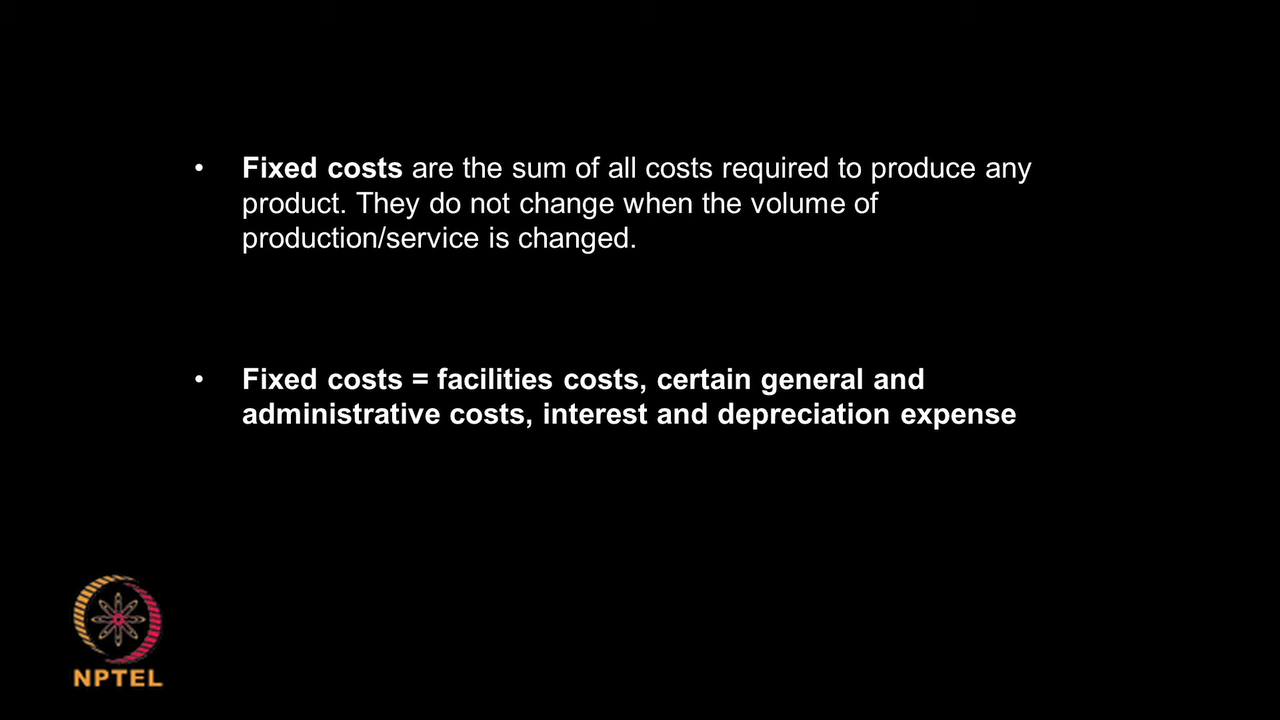 • Fixed costs are the sum of all costs required to produce any
product. They do not change when the volume of
production/service is changed.
• Fixed costs = facilities costs, certain general and
administrative costs, interest and depreciation expense
NPTEL